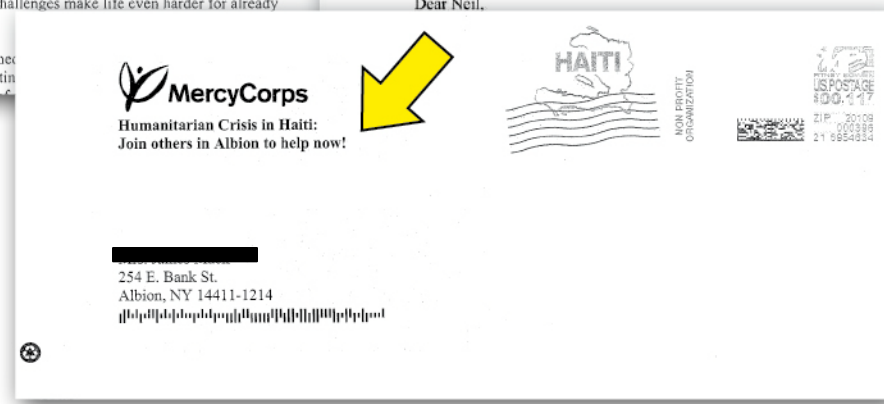 hallenges make life even harder for already
Dear Neil,
MercyCorps
Humanitarian Crisis in Haiti:
Join others in Albion to help now!
HAITI
NON PROFIT
ORGANIZATION
US POSTAGE
$00.117
ZIP 20109
21 6854634
254 E. Bank St.
Albion, NY 14411-1214